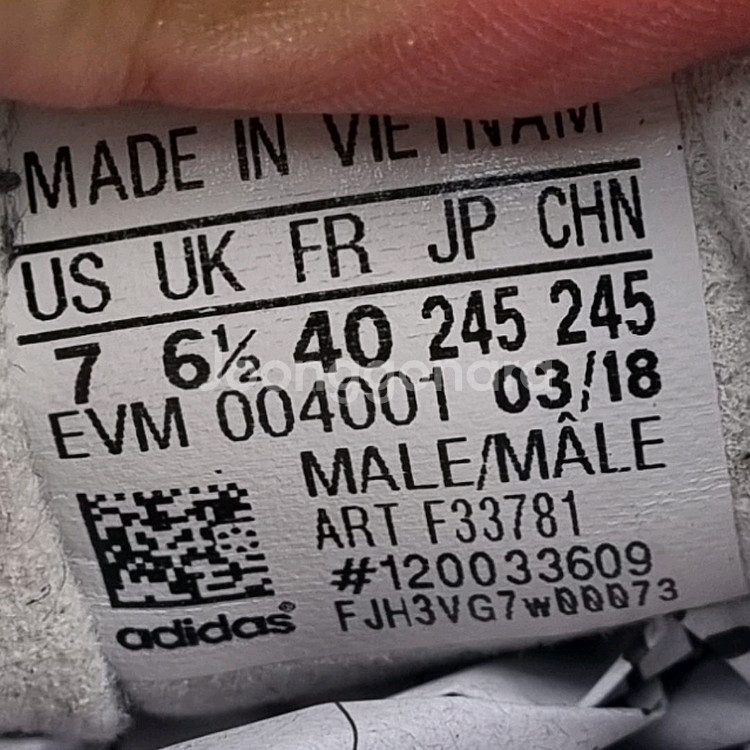 MADE IN VIETNAM
US UK FR JP CHN
7 6½ 40 245 245
Joonggonara
EVM 004001 03/18
MALE/MÂLE
ART F33781
#120033609
FJH3VG7w00073
adidas®